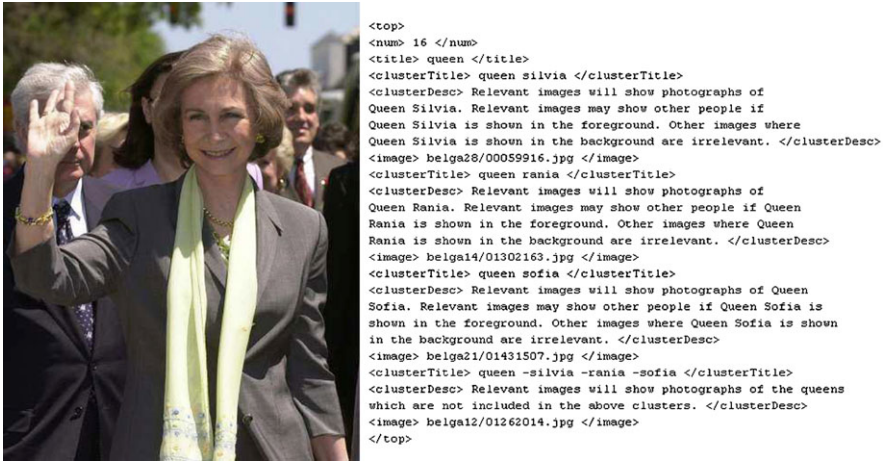 <top>
<num> 16 </num>
<title> queen </title>
<clusterTitle> queen silvia </clusterTitle>
<clusterDesc> Relevant images will show photographs of
Queen Silvia. Relevant images may show other people if
Queen Silvia is shown in the foreground. Other images where
Queen Silvia is shown in the background are irrelevant. </clusterDesc>
<image> belga28/00059916.jpg </image>
<clusterTitle> queen rania </clusterTitle>
<clusterDesc> Relevant images will show photographs of
Queen Rania. Relevant images may show other people if Queen
Rania is shown in the foreground. Other images where Queen
Rania is shown in the background are irrelevant. </clusterDesc>
<image> belga14/01302163.jpg </image>
<clusterTitle> queen sofia </clusterTitle>
<clusterDesc> Relevant images will show photographs of Queen
Sofia. Relevant images may show other people if Queen Sofia is
shown in the foreground. Other images where Queen Sofia is shown
in the background are irrelevant. </clusterDesc>
<image> belga21/01431507.jpg </image>
<clusterTitle> queen -silvia -rania -sofia </clusterTitle>
<clusterDesc> Relevant images will show photographs of the queens
which are not included in the above clusters. </clusterDesc>
<image> belga12/01262014.jpg </image>
</top>